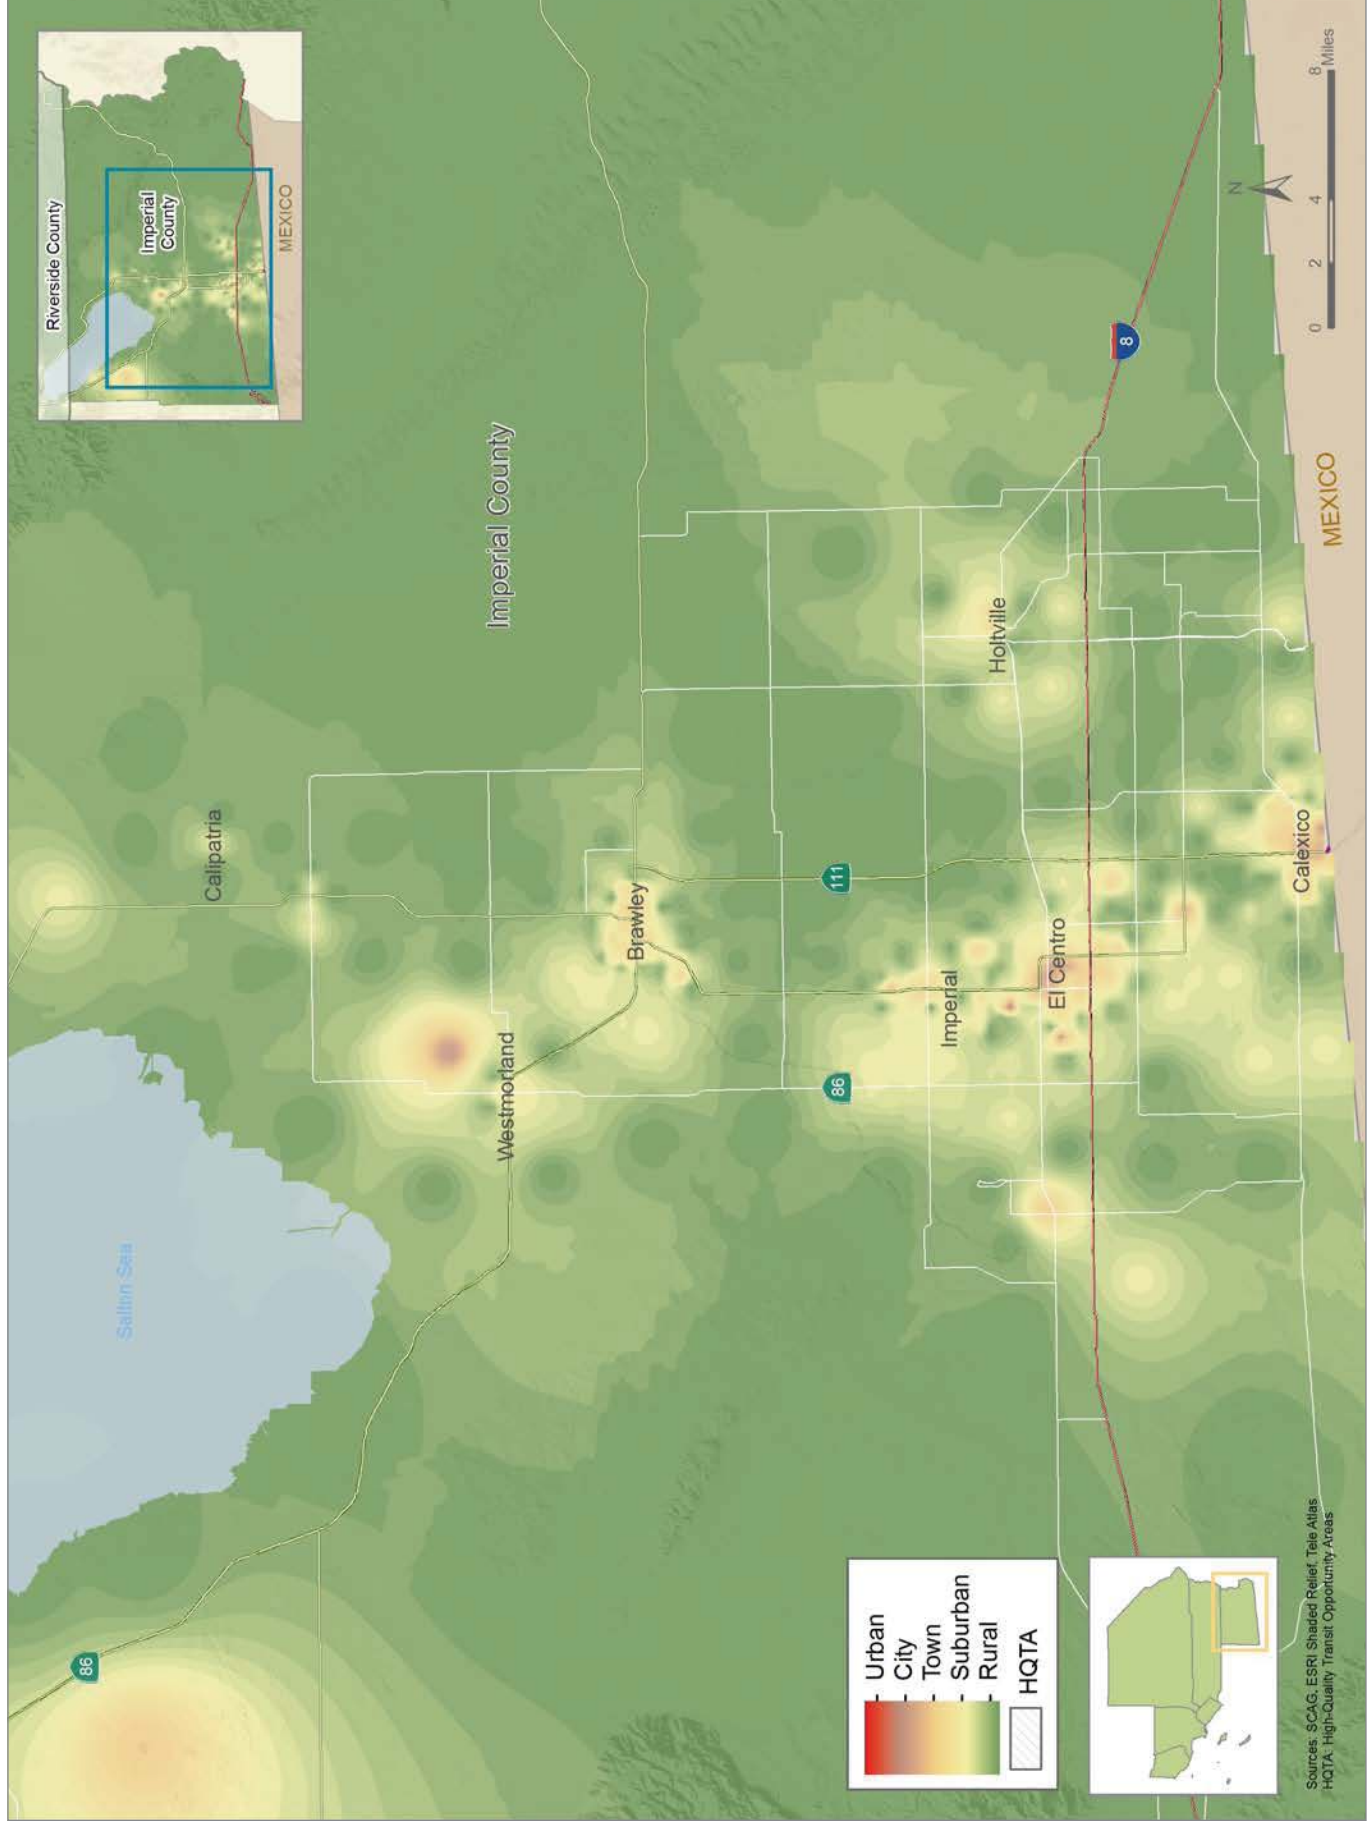 Riverside County
Imperial
County
MEXICO
86
Salton Sea
Calipatria
Imperial County
Westmorland
Brawley
86
111
Imperial
El Centro
Holtville
8
Calexico
MEXICO
Urban
City
Town
Suburban
Rural
HQTA
N
0 2 4 8 Miles
Sources: SCAG, ESRI Shaded Relief, Tele Atlas
HQTA: High-Quality Transit Opportunity Areas